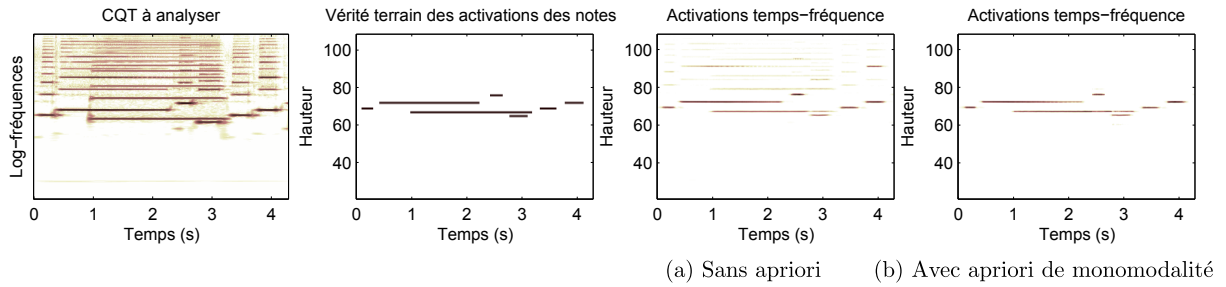 CQT à analyser
Log−fréquences
0 1 2 3 4
Temps (s)
Vérité terrain des activations des notes
Hauteur
100
80
60
40
0 1 2 3 4
Temps (s)
Activations temps−fréquence
Hauteur
100
80
60
40
0 1 2 3 4
Temps (s)
(a) Sans apriori
Activations temps−fréquence
Hauteur
100
80
60
40
0 1 2 3 4
Temps (s)
(b) Avec apriori de monomodalité